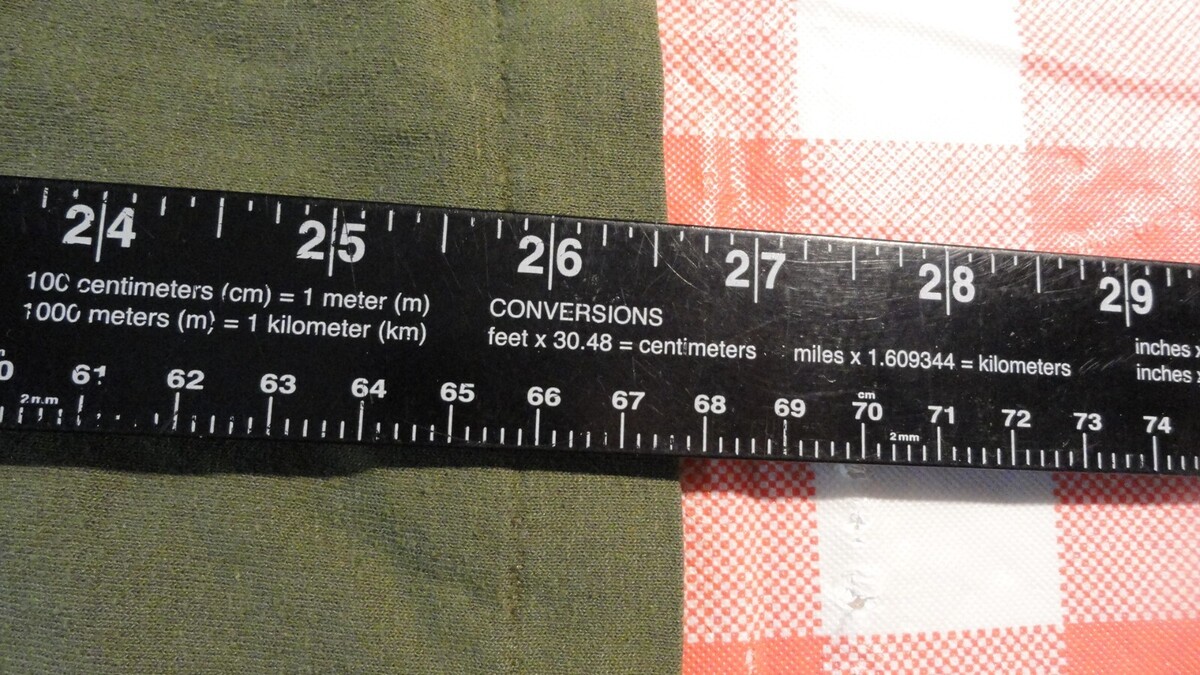 24 25 26 27 28 29
100 centimeters (cm) = 1 meter (m)
1000 meters (m) = 1 kilometer (km)
CONVERSIONS
feet x 30.48 = centimeters
miles x 1.609344 = kilometers
inches x
inches x
61 62 63 64 65 66 67 68 69 70 71 72 73 74
cm
2mm
2mm